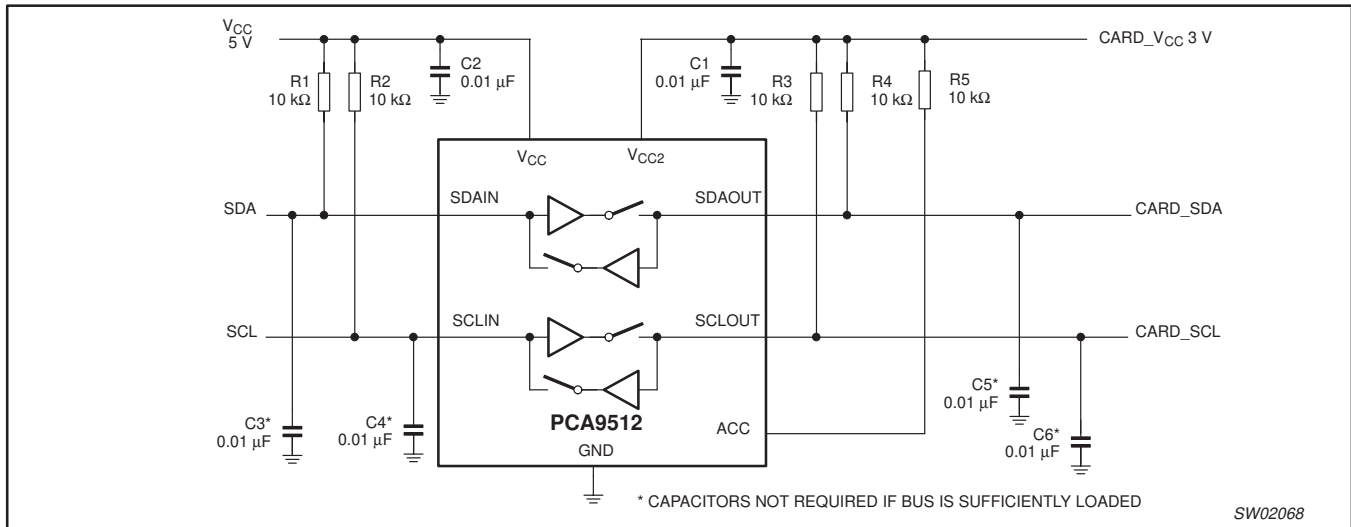 VCC
5 V
CARD_VCC 3 V
R1
10 kΩ
R2
10 kΩ
C2
0.01 µF
C1
0.01 µF
R3
10 kΩ
R4
10 kΩ
R5
10 kΩ
VCC
VCC2
SDA
SDAIN
SDAOUT
CARD_SDA
SCL
SCLIN
SCLOUT
CARD_SCL
C3*
0.01 µF
C4*
0.01 µF
PCA9512
ACC
GND
C5*
0.01 µF
C6*
0.01 µF
* CAPACITORS NOT REQUIRED IF BUS IS SUFFICIENTLY LOADED
SW02068